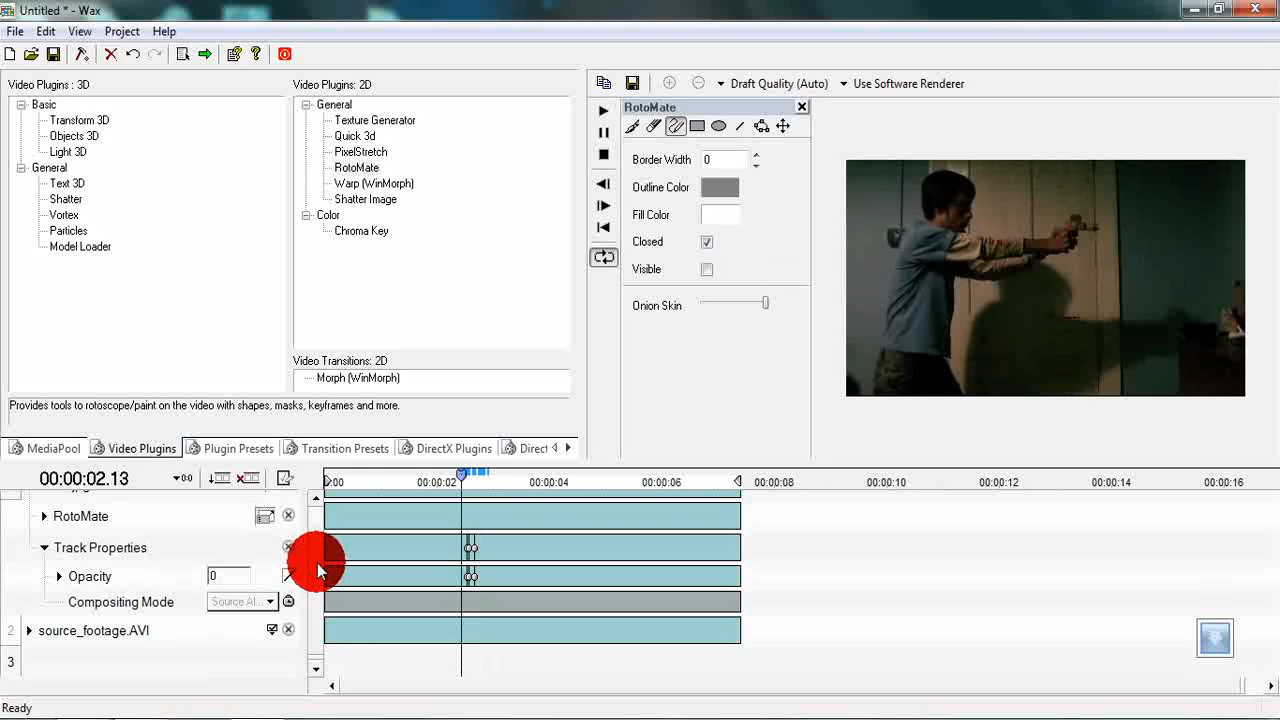 Untitled * - Wax
File Edit View Project Help
Video Plugins : 3D
Basic
Transform 3D
Objects 3D
Light 3D
General
Text 3D
Shatter
Vortex
Particles
Model Loader
Video Plugins: 2D
General
Texture Generator
Quick 3d
PixelStretch
RotoMate
Warp (WinMorph)
Shatter Image
Color
Chroma Key
Video Transitions: 2D
Morph (WinMorph)
Provides tools to rotoscope/paint on the video with shapes, masks, keyframes and more.
MediaPool Video Plugins Plugin Presets Transition Presets DirectX Plugins Direct
Draft Quality (Auto) Use Software Renderer
RotoMate
Border Width 0
Outline Color
Fill Color
Closed
Visible
Onion Skin
00:00:02.13 0:0 :00 00:00:02 00:00:04 00:00:06 00:00:08 00:00:10 00:00:12 00:00:14 00:00:16
RotoMate
Track Properties
Opacity 0
Compositing Mode Source Al...
2 source_footage.AVI
3
Ready